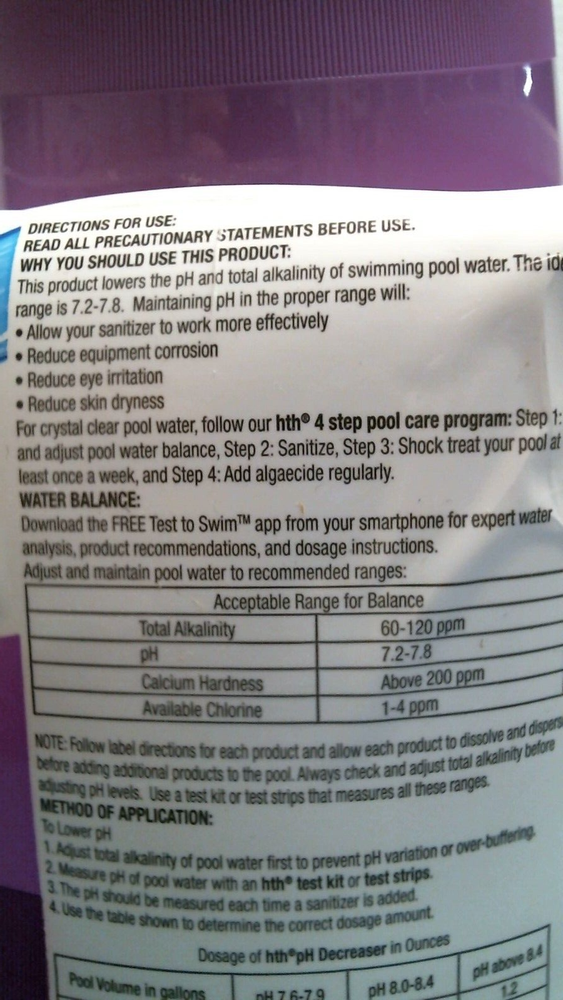 DIRECTIONS FOR USE:
READ ALL PRECAUTIONARY STATEMENTS BEFORE USE.
WHY YOU SHOULD USE THIS PRODUCT:
This product lowers the pH and total alkalinity of swimming pool water. The ide
range is 7.2-7.8. Maintaining pH in the proper range will:
• Allow your sanitizer to work more effectively
• Reduce equipment corrosion
• Reduce eye irritation
• Reduce skin dryness
For crystal clear pool water, follow our hth® 4 step pool care program: Step 1:
and adjust pool water balance, Step 2: Sanitize, Step 3: Shock treat your pool at
least once a week, and Step 4: Add algaecide regularly.
WATER BALANCE:
Download the FREE Test to Swim™ app from your smartphone for expert water
analysis, product recommendations, and dosage instructions.
Adjust and maintain pool water to recommended ranges:
Acceptable Range for Balance
Total Alkalinity 60-120 ppm
pH 7.2-7.8
Calcium Hardness Above 200 ppm
Available Chlorine 1-4 ppm
NOTE: Follow label directions for each product and allow each product to dissolve and dispers
before adding additional products to the pool. Always check and adjust total alkalinity before
adjusting pH levels. Use a test kit or test strips that measures all these ranges.
METHOD OF APPLICATION:
To Lower pH
1. Adjust total alkalinity of pool water first to prevent pH variation or over-buffering.
2. Measure pH of pool water with an hth® test kit or test strips.
3. The pH should be measured each time a sanitizer is added.
4. Use the table shown to determine the correct dosage amount.
Dosage of hth® pH Decreaser in Ounces
Pool Volume in gallons pH 7.6-7.9 pH 8.0-8.4 pH above 8.4
1.2